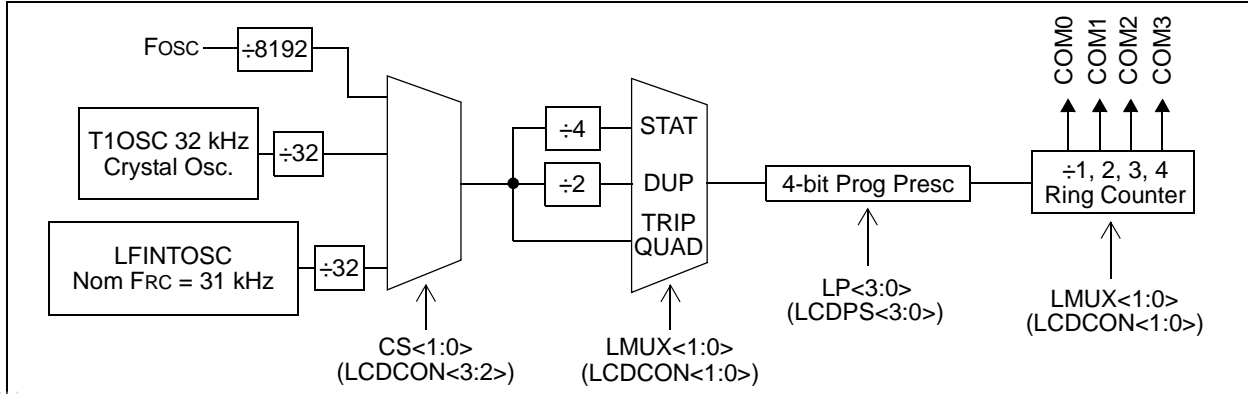 FOSC
÷8192
T1OSC 32 kHz
Crystal Osc.
÷32
LFINTOSC
Nom FRC = 31 kHz
÷32
CS<1:0>
(LCDCON<3:2>)
÷4
÷2
STAT
DUP
TRIP
QUAD
LMUX<1:0>
(LCDCON<1:0>)
4-bit Prog Presc
LP<3:0>
(LCDPS<3:0>)
COM0
COM1
COM2
COM3
÷1, 2, 3, 4
Ring Counter
LMUX<1:0>
(LCDCON<1:0>)